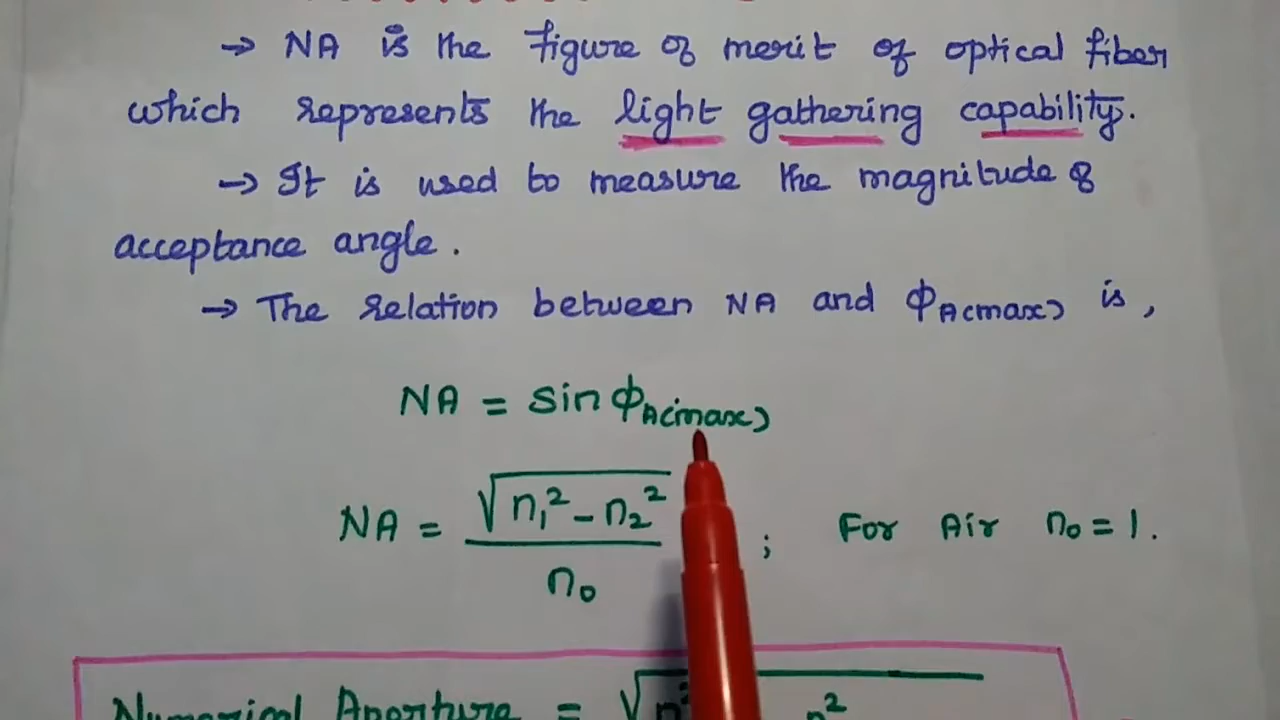 → NA is the figure of merit of optical fiber
which represents the light gathering capability.
→ It is used to measure the magnitude of
acceptance angle.
→ The relation between NA and ϕA(max) is,
NA = sin ϕA(max)
NA = √(n₁² - n₂²) / n₀ ; For Air n₀ = 1.
Numerical Aperture = √